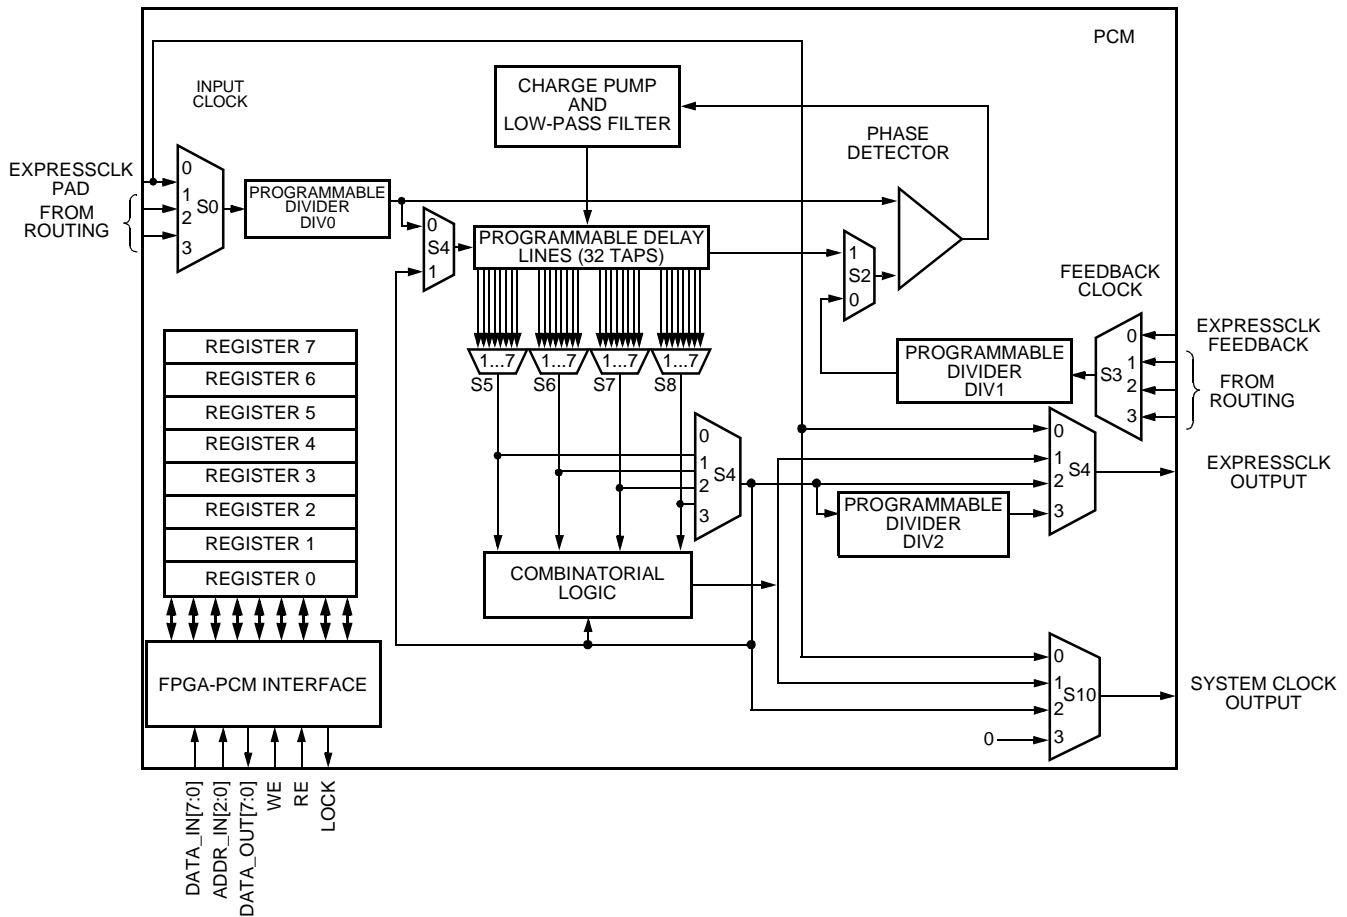 PCM
INPUT
CLOCK
CHARGE PUMP
AND
LOW-PASS FILTER
PHASE
DETECTOR
EXPRESSCLK
PAD
FROM
ROUTING
0
1
2
3
S0
PROGRAMMABLE
DIVIDER
DIV0
0
S4
1
PROGRAMMABLE DELAY
LINES (32 TAPS)
1
S2
0
FEEDBACK
CLOCK
0
1
2
3
S3
EXPRESSCLK
FEEDBACK
FROM
ROUTING
PROGRAMMABLE
DIVIDER
DIV1
REGISTER 7
REGISTER 6
REGISTER 5
REGISTER 4
REGISTER 3
REGISTER 2
REGISTER 1
REGISTER 0
1...7
1...7
1...7
1...7
S5
S6
S7
S8
0
1
2
3
S4
0
1
2
3
S4
EXPRESSCLK
OUTPUT
PROGRAMMABLE
DIVIDER
DIV2
COMBINATORIAL
LOGIC
FPGA-PCM INTERFACE
0
1
2
3
S10
0
SYSTEM CLOCK
OUTPUT
DATA_IN[7:0]
ADDR_IN[2:0]
DATA_OUT[7:0]
WE
RE
LOCK